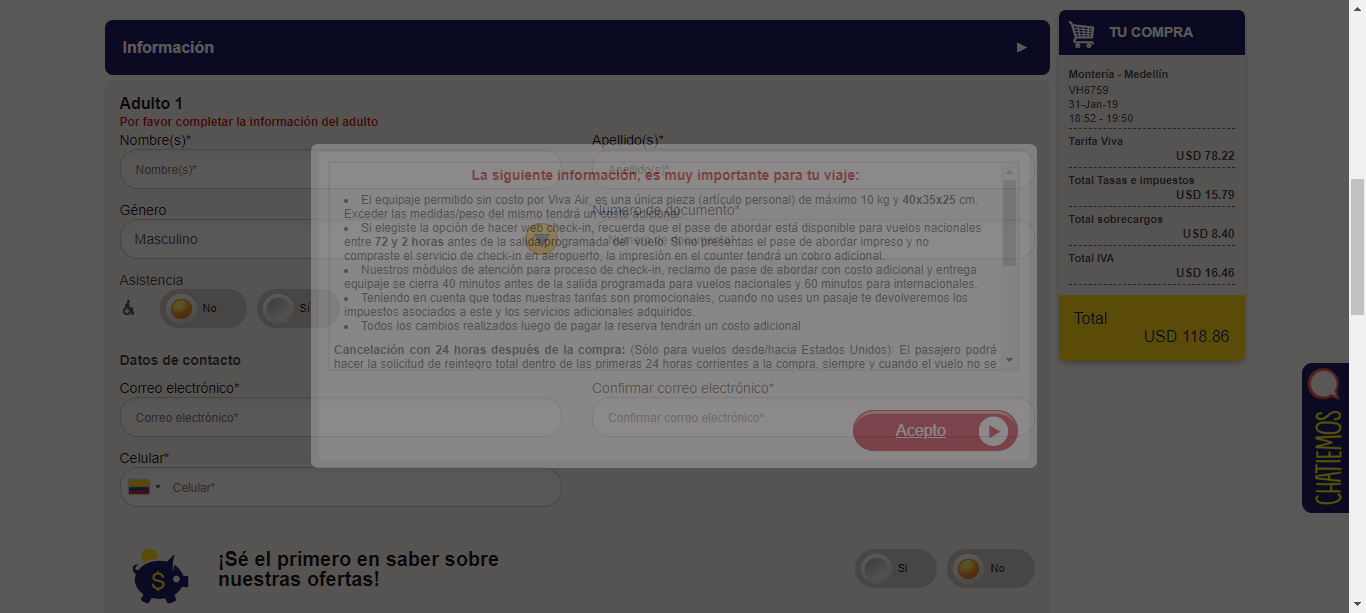 Información
TU COMPRA
Montería - Medellín
VH6759
31-Jan-19
18:52 - 19:50
Tarifa Viva
USD 78.22
Total Tasas e impuestos
USD 15.79
Total sobrecargos
USD 8.40
Total IVA
USD 16.46
Total
USD 118.86
Adulto 1
Por favor completar la información del adulto
Nombre(s)*
Apellido(s)*
Nombre(s)*
Apellido(s)*
Género
Número de documento*
Masculino
Número de documento*
Asistencia
No
Sí
La siguiente información, es muy importante para tu viaje:
• El equipaje permitido sin costo por Viva Air, es una única pieza (artículo personal) de máximo 10 kg y 40x35x25 cm.
Exceder las medidas/peso del mismo tendrá un costo adicional.
• Si elegiste la opción de hacer web check-in, recuerda que el pase de abordar está disponible para vuelos nacionales
entre 72 y 2 horas antes de la salida programada del vuelo. Si no presentas el pase de abordar impreso y no
compraste el servicio de check-in en aeropuerto, la impresión en el counter tendrá un cobro adicional.
• Nuestros módulos de atención para proceso de check-in, reclamo de pase de abordar con costo adicional y entrega
equipaje se cierra 40 minutos antes de la salida programada para vuelos nacionales y 60 minutos para internacionales.
• Teniendo en cuenta que todas nuestras tarifas son promocionales, cuando no uses un pasaje te devolveremos los
impuestos asociados a este y los servicios adicionales adquiridos.
• Todos los cambios realizados luego de pagar la reserva tendrán un costo adicional
Cancelación con 24 horas después de la compra: (Sólo para vuelos desde/hacia Estados Unidos): El pasajero podrá
hacer la solicitud de reintegro total dentro de las primeras 24 horas corrientes a la compra, siempre y cuando el vuelo no se
Acepto
Datos de contacto
Correo electrónico*
Confirmar correo electrónico*
Correo electrónico*
Confirmar correo electrónico*
Celular*
Celular*
¡Sé el primero en saber sobre
nuestras ofertas!
Si
No
CHATIEMOS